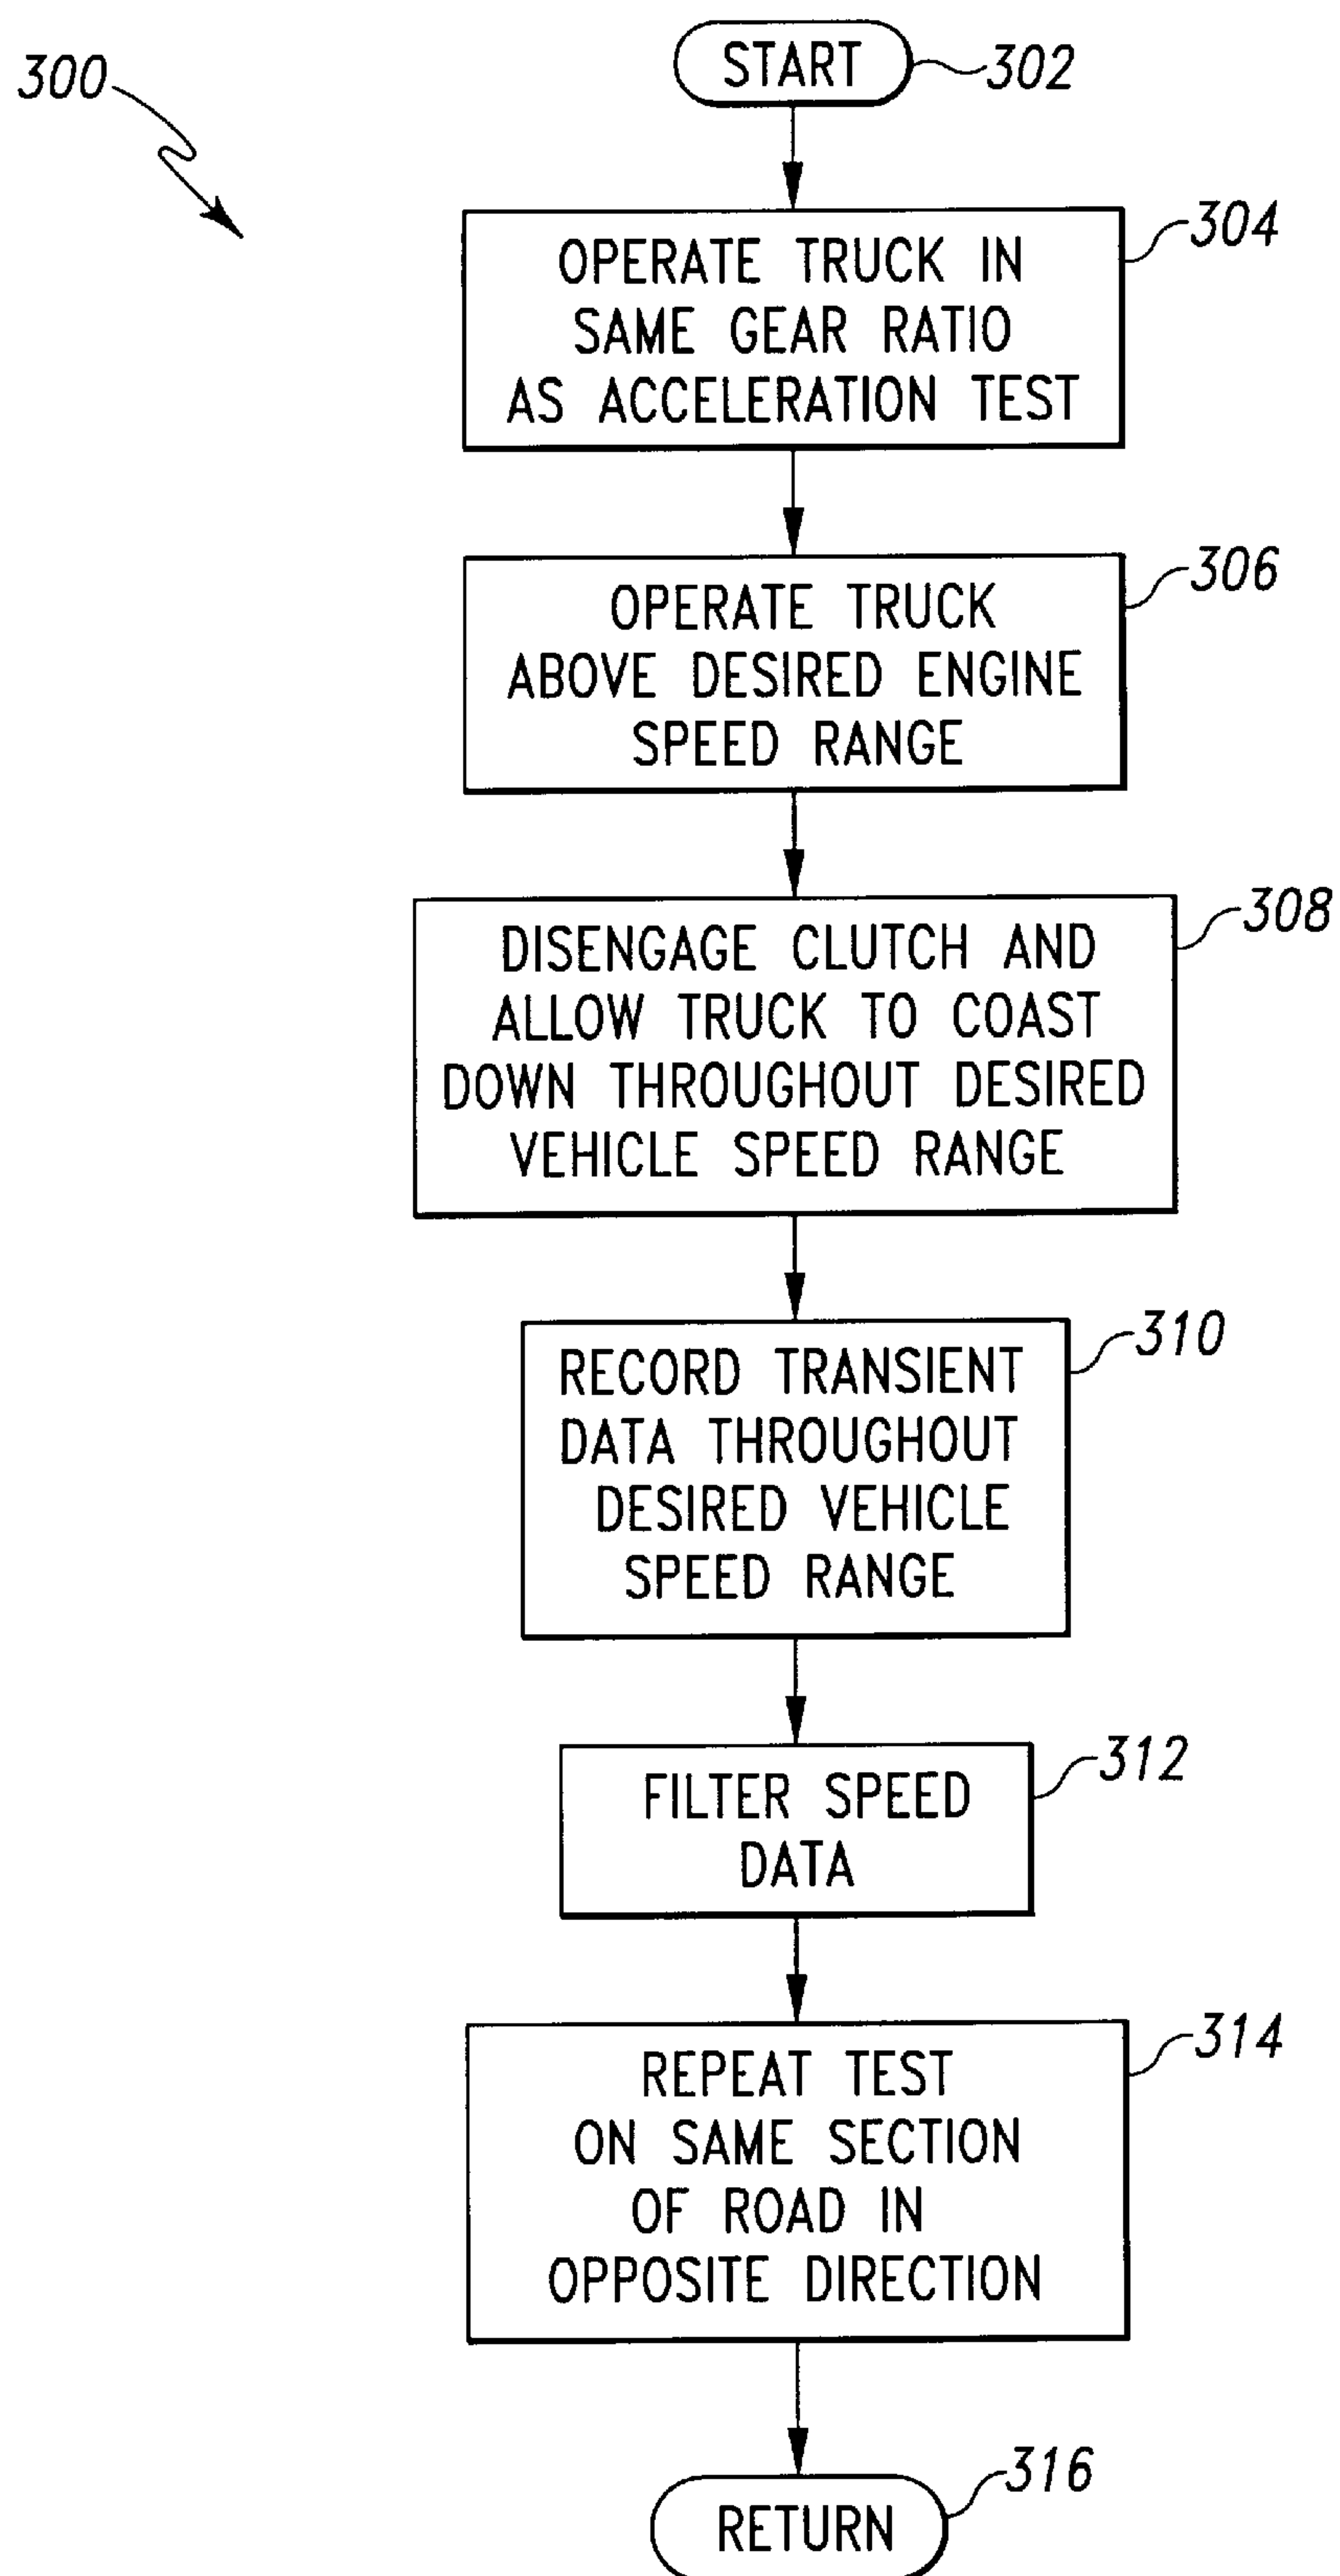 300
START
302
OPERATE TRUCK IN
SAME GEAR RATIO
AS ACCELERATION TEST
304
OPERATE TRUCK
ABOVE DESIRED ENGINE
SPEED RANGE
306
DISENGAGE CLUTCH AND
ALLOW TRUCK TO COAST
DOWN THROUGHOUT DESIRED
VEHICLE SPEED RANGE
308
RECORD TRANSIENT
DATA THROUGHOUT
DESIRED VEHICLE
SPEED RANGE
310
FILTER SPEED
DATA
312
REPEAT TEST
ON SAME SECTION
OF ROAD IN
OPPOSITE DIRECTION
314
RETURN
316